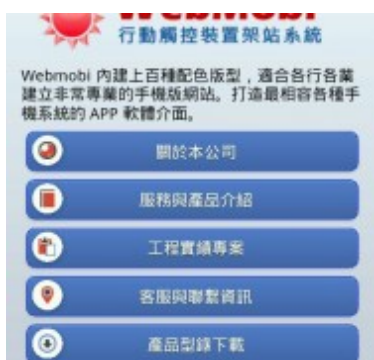 WebMobi
行動觸控裝置架站系統
Webmobi 內建上百種配色版型，適合各行各業
建立非常專業的手機版網站。打造最相容各種手
機系統的 APP 軟體介面。
關於本公司
服務與產品介紹
工程實績專案
客服與聯繫資訊
產品型錄下載